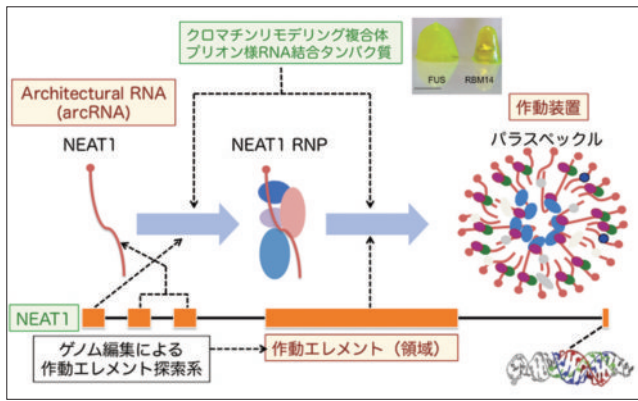 クロマチンリモデリング複合体
プリオン様RNA結合タンパク質
FUS
RBM14
Architectural RNA
(arcRNA)
作動装置
NEAT1
NEAT1 RNP
パラスペックル
NEAT1
ゲノム編集による
作動エレメント探索系
作動エレメント（領域）